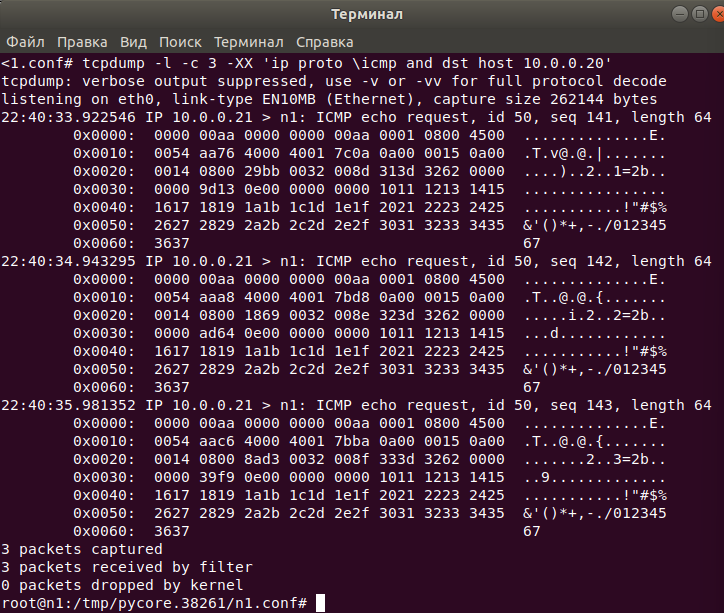 Терминал
Файл Правка Вид Поиск Терминал Справка
<1.conf# tcpdump -l -c 3 -XX 'ip proto \icmp and dst host 10.0.0.20'
tcpdump: verbose output suppressed, use -v or -vv for full protocol decode
listening on eth0, link-type EN10MB (Ethernet), capture size 262144 bytes
22:40:33.922546 IP 10.0.0.21 > n1: ICMP echo request, id 50, seq 141, length 64
        0x0000:  0000 00aa 0000 0000 00aa 0001 0800 4500  ..............E.
        0x0010:  0054 aa76 4000 4001 7c0a 0a00 0015 0a00  .T.v@.@.|.......
        0x0020:  0014 0800 29bb 0032 008d 313d 3262 0000  ....)..2..1=2b..
        0x0030:  0000 9d13 0e00 0000 0000 1011 1213 1415  ................
        0x0040:  1617 1819 1a1b 1c1d 1e1f 2021 2223 2425  ...........!"#$%
        0x0050:  2627 2829 2a2b 2c2d 2e2f 3031 3233 3435  &'()*+,-./012345
        0x0060:  3637                                     67
22:40:34.943295 IP 10.0.0.21 > n1: ICMP echo request, id 50, seq 142, length 64
        0x0000:  0000 00aa 0000 0000 00aa 0001 0800 4500  ..............E.
        0x0010:  0054 aaa8 4000 4001 7bd8 0a00 0015 0a00  .T..@.@.{.......
        0x0020:  0014 0800 1869 0032 008e 323d 3262 0000  .....i.2..2=2b..
        0x0030:  0000 ad64 0e00 0000 0000 1011 1213 1415  ...d............
        0x0040:  1617 1819 1a1b 1c1d 1e1f 2021 2223 2425  ...........!"#$%
        0x0050:  2627 2829 2a2b 2c2d 2e2f 3031 3233 3435  &'()*+,-./012345
        0x0060:  3637                                     67
22:40:35.981352 IP 10.0.0.21 > n1: ICMP echo request, id 50, seq 143, length 64
        0x0000:  0000 00aa 0000 0000 00aa 0001 0800 4500  ..............E.
        0x0010:  0054 aac6 4000 4001 7bba 0a00 0015 0a00  .T..@.@.{.......
        0x0020:  0014 0800 8ad3 0032 008f 333d 3262 0000  .......2..3=2b..
        0x0030:  0000 39f9 0e00 0000 0000 1011 1213 1415  ..9.............
        0x0040:  1617 1819 1a1b 1c1d 1e1f 2021 2223 2425  ...........!"#$%
        0x0050:  2627 2829 2a2b 2c2d 2e2f 3031 3233 3435  &'()*+,-./012345
        0x0060:  3637                                     67
3 packets captured
3 packets received by filter
0 packets dropped by kernel
root@n1:/tmp/pycore.38261/n1.conf#